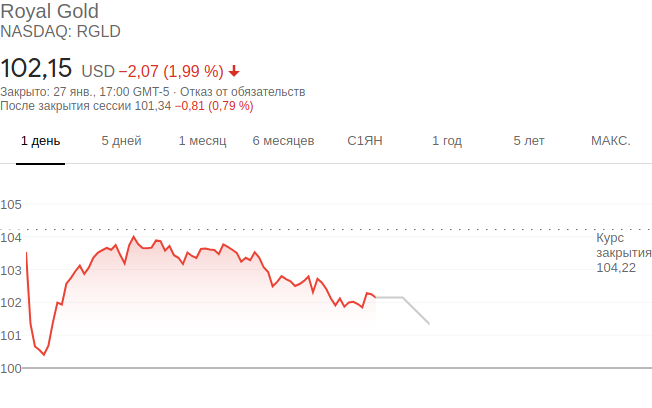 Royal Gold
NASDAQ: RGLD
102,15 USD −2,07 (1,99 %)
Закрыто: 27 янв., 17:00 GMT-5 · Отказ от обязательств
После закрытия сессии 101,34 −0,81 (0,79 %)
1 день 5 дней 1 месяц 6 месяцев С1ЯН 1 год 5 лет МАКС.
105
104
Курс
закрытия
104,22
103
102
101
100